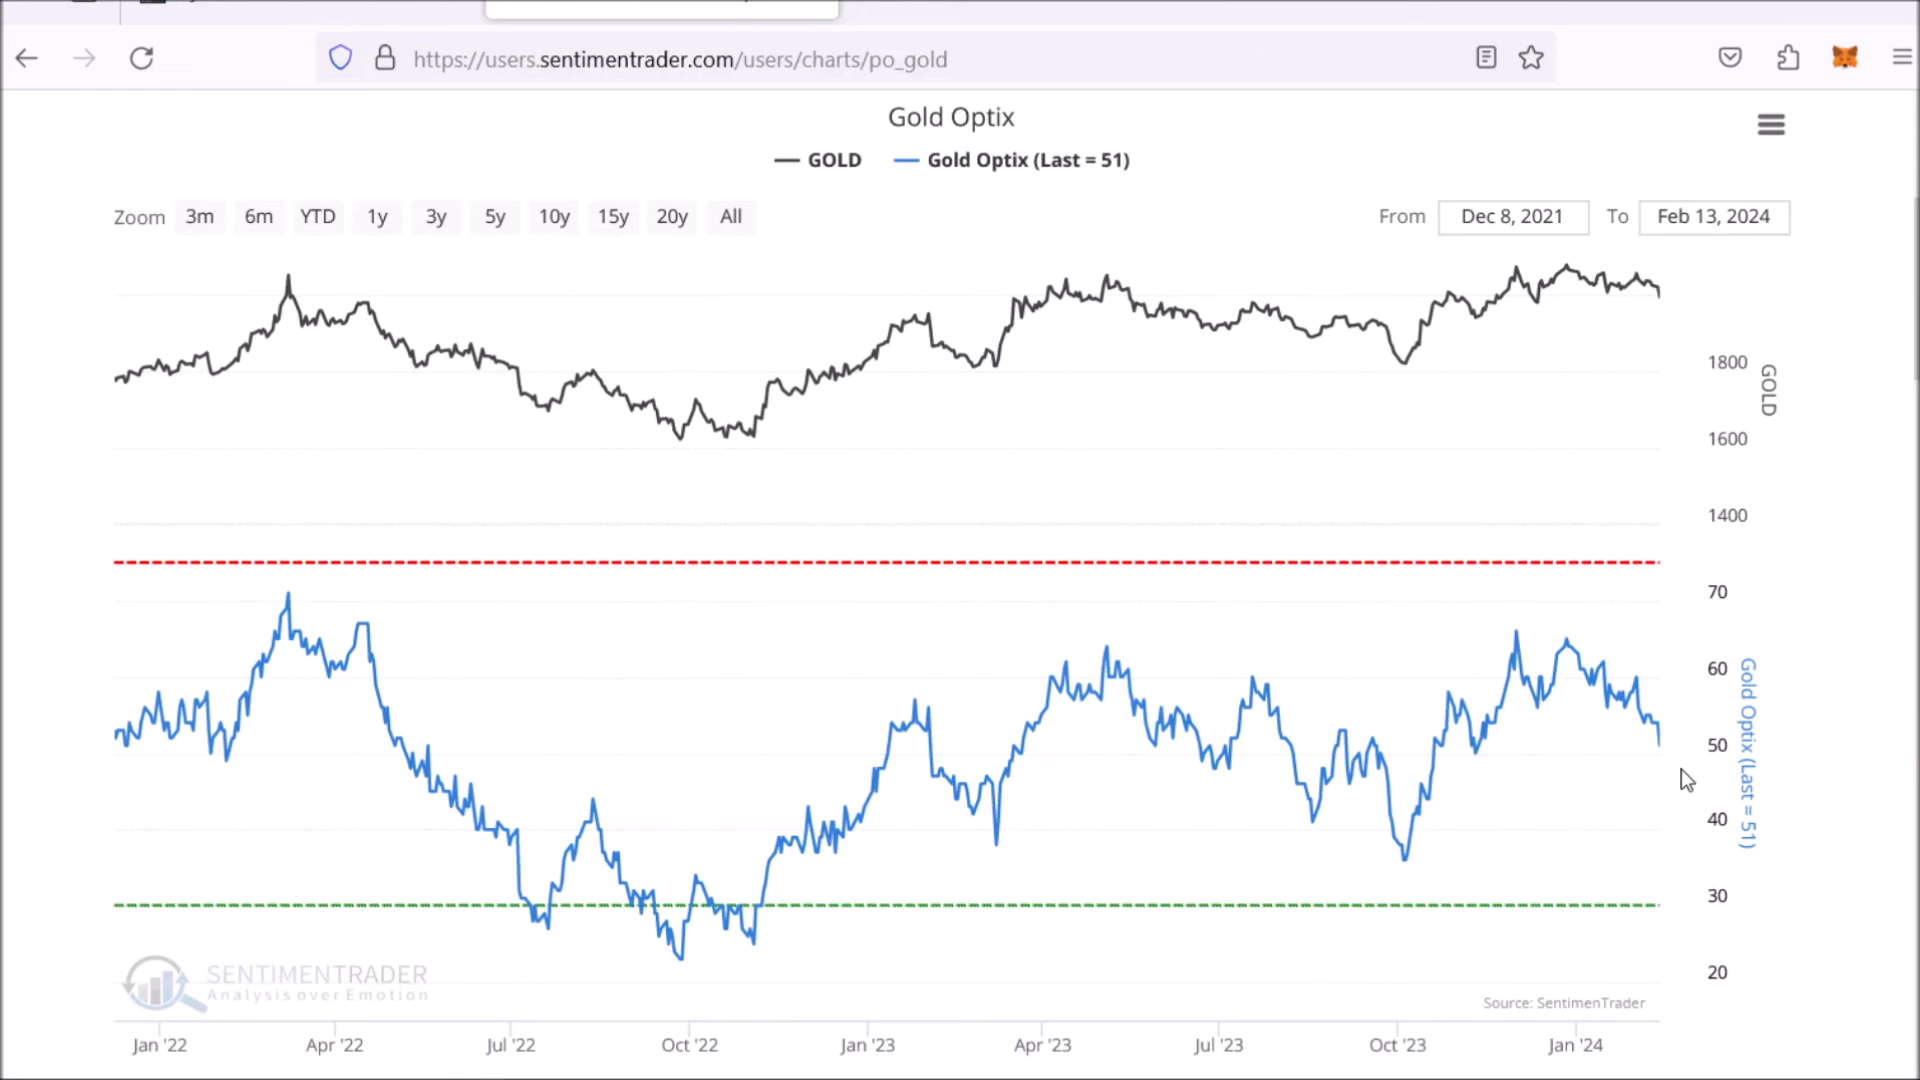 https://users.sentimentrader.com/users/charts/po_gold
Gold Optix
GOLD
Gold Optix (Last = 51)
Zoom 3m 6m YTD 1y 3y 5y 10y 15y 20y All
From Dec 8, 2021 To Feb 13, 2024
1800
GOLD
1600
1400
70
60
Gold Optix (Last = 51)
50
40
30
20
SENTIMENTRADER
Analysis over Emotion
Source: SentimenTrader
Jan '22 Apr '22 Jul '22 Oct '22 Jan '23 Apr '23 Jul '23 Oct '23 Jan '24